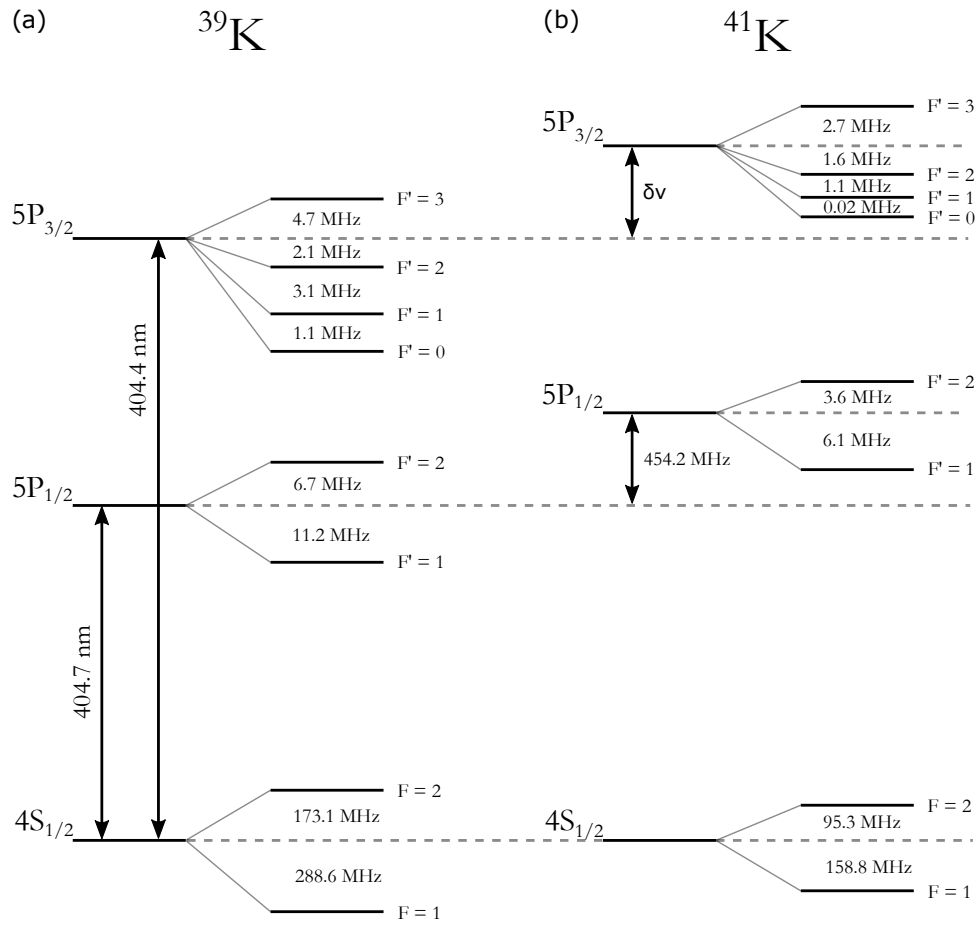 (a)
³⁹K
(b)
⁴¹K
5P3/2
4.7 MHz
2.1 MHz
3.1 MHz
1.1 MHz
F' = 3
F' = 2
F' = 1
F' = 0
404.4 nm
5P1/2
6.7 MHz
11.2 MHz
F' = 2
F' = 1
404.7 nm
4S1/2
173.1 MHz
288.6 MHz
F = 2
F = 1
5P3/2
δν
2.7 MHz
1.6 MHz
1.1 MHz
0.02 MHz
F' = 3
F' = 2
F' = 1
F' = 0
5P1/2
454.2 MHz
3.6 MHz
6.1 MHz
F' = 2
F' = 1
4S1/2
95.3 MHz
158.8 MHz
F = 2
F = 1